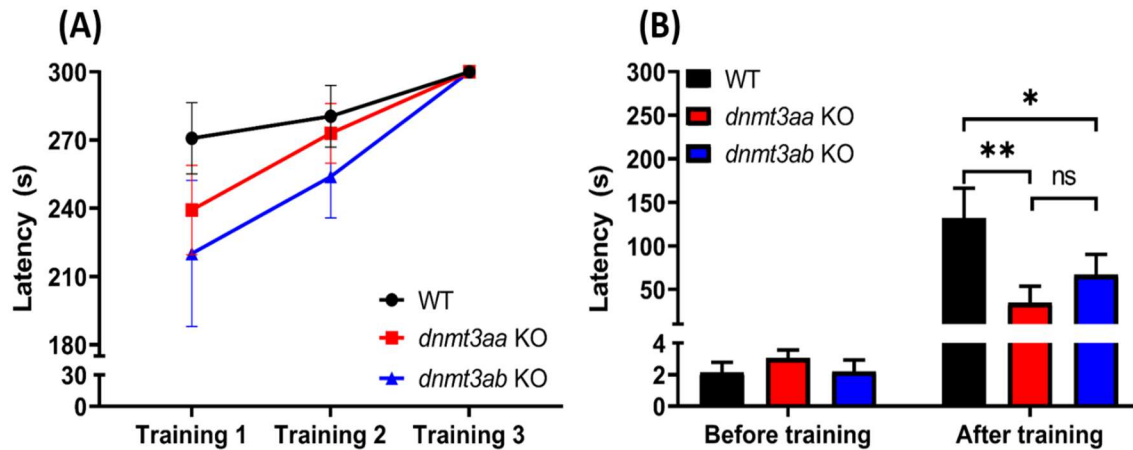 (A)
Latency (s)
300
270
240
210
180
30
0
WT
dnmt3aa KO
dnmt3ab KO
Training 1 Training 2 Training 3
(B)
Latency (s)
300
250
200
150
100
50
4
2
0
WT
dnmt3aa KO
dnmt3ab KO
*
**
ns
Before training After training